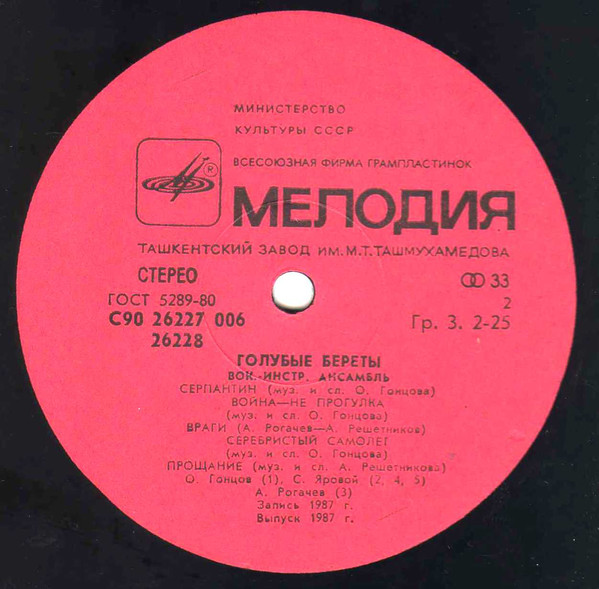 МИНИСТЕРСТВО
КУЛЬТУРЫ СССР
ВСЕСОЮЗНАЯ ФИРМА ГРАМПЛАСТИНОК
®
МЕЛОДИЯ
ТАШКЕНТСКИЙ ЗАВОД ИМ. М.Т.ТАШМУХАМЕДОВА
СТЕРЕО
33
ГОСТ 5289-80
2
С90 26227 006
Гр. 3. 2-25
26228
ГОЛУБЫЕ БЕРЕТЫ
ВОК.-ИНСТР. АНСАМБЛЬ
СЕРПАНТИН (муз. и сл. О. Гонцова)
ВОЙНА—НЕ ПРОГУЛКА
(муз. и сл. О. Гонцова)
ВРАГИ (А. Рогачев—А. Решетников)
СЕРЕБРИСТЫЙ САМОЛЕТ
(муз. и сл. О. Гонцова)
ПРОЩАНИЕ (муз. и сл. А. Решетникова)
О. Гонцов (1), С. Яровой (2, 4, 5)
А. Рогачев (3)
Запись 1987 г.
Выпуск 1987 г.